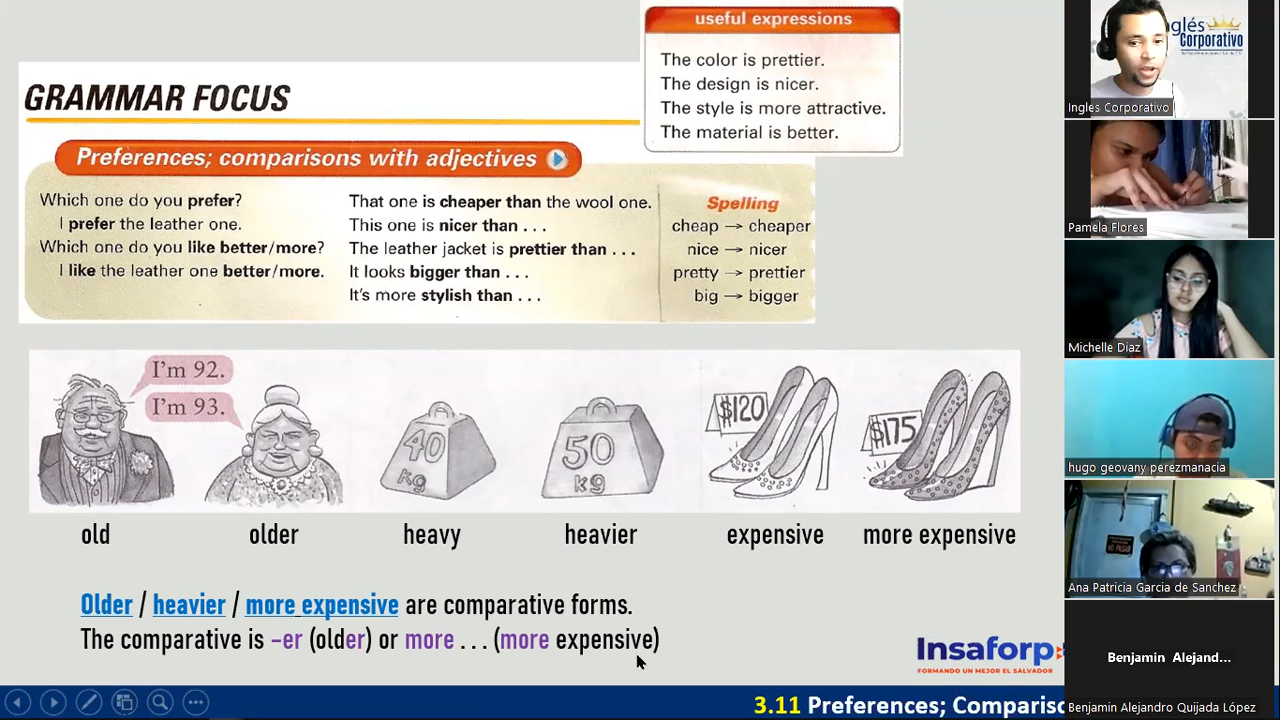 useful expressions
The color is prettier.
The design is nicer.
The style is more attractive.
The material is better.
GRAMMAR FOCUS
Preferences; comparisons with adjectives
Which one do you prefer?
I prefer the leather one.
Which one do you like better/more?
I like the leather one better/more.
That one is cheaper than the wool one.
This one is nicer than . . .
The leather jacket is prettier than . . .
It looks bigger than . . .
It's more stylish than . . .
Spelling
cheap → cheaper
nice → nicer
pretty → prettier
big → bigger
I'm 92.
I'm 93.
40
kg
50
kg
$120
$175
old
older
heavy
heavier
expensive
more expensive
Older / heavier / more expensive are comparative forms.
The comparative is –er (older) or more . . . (more expensive)
Insaforp
FORMANDO UN MEJOR EL SALVADOR
3.11 Preferences; Compariso
glés
Corporativo
Ingles Corporativo
Pamela Flores
Michelle Diaz
hugo geovany perezmanacia
NO PASAR
Ana Patricia Garcia de Sanchez
Benjamin Alejand...
Benjamin Alejandro Quijada López